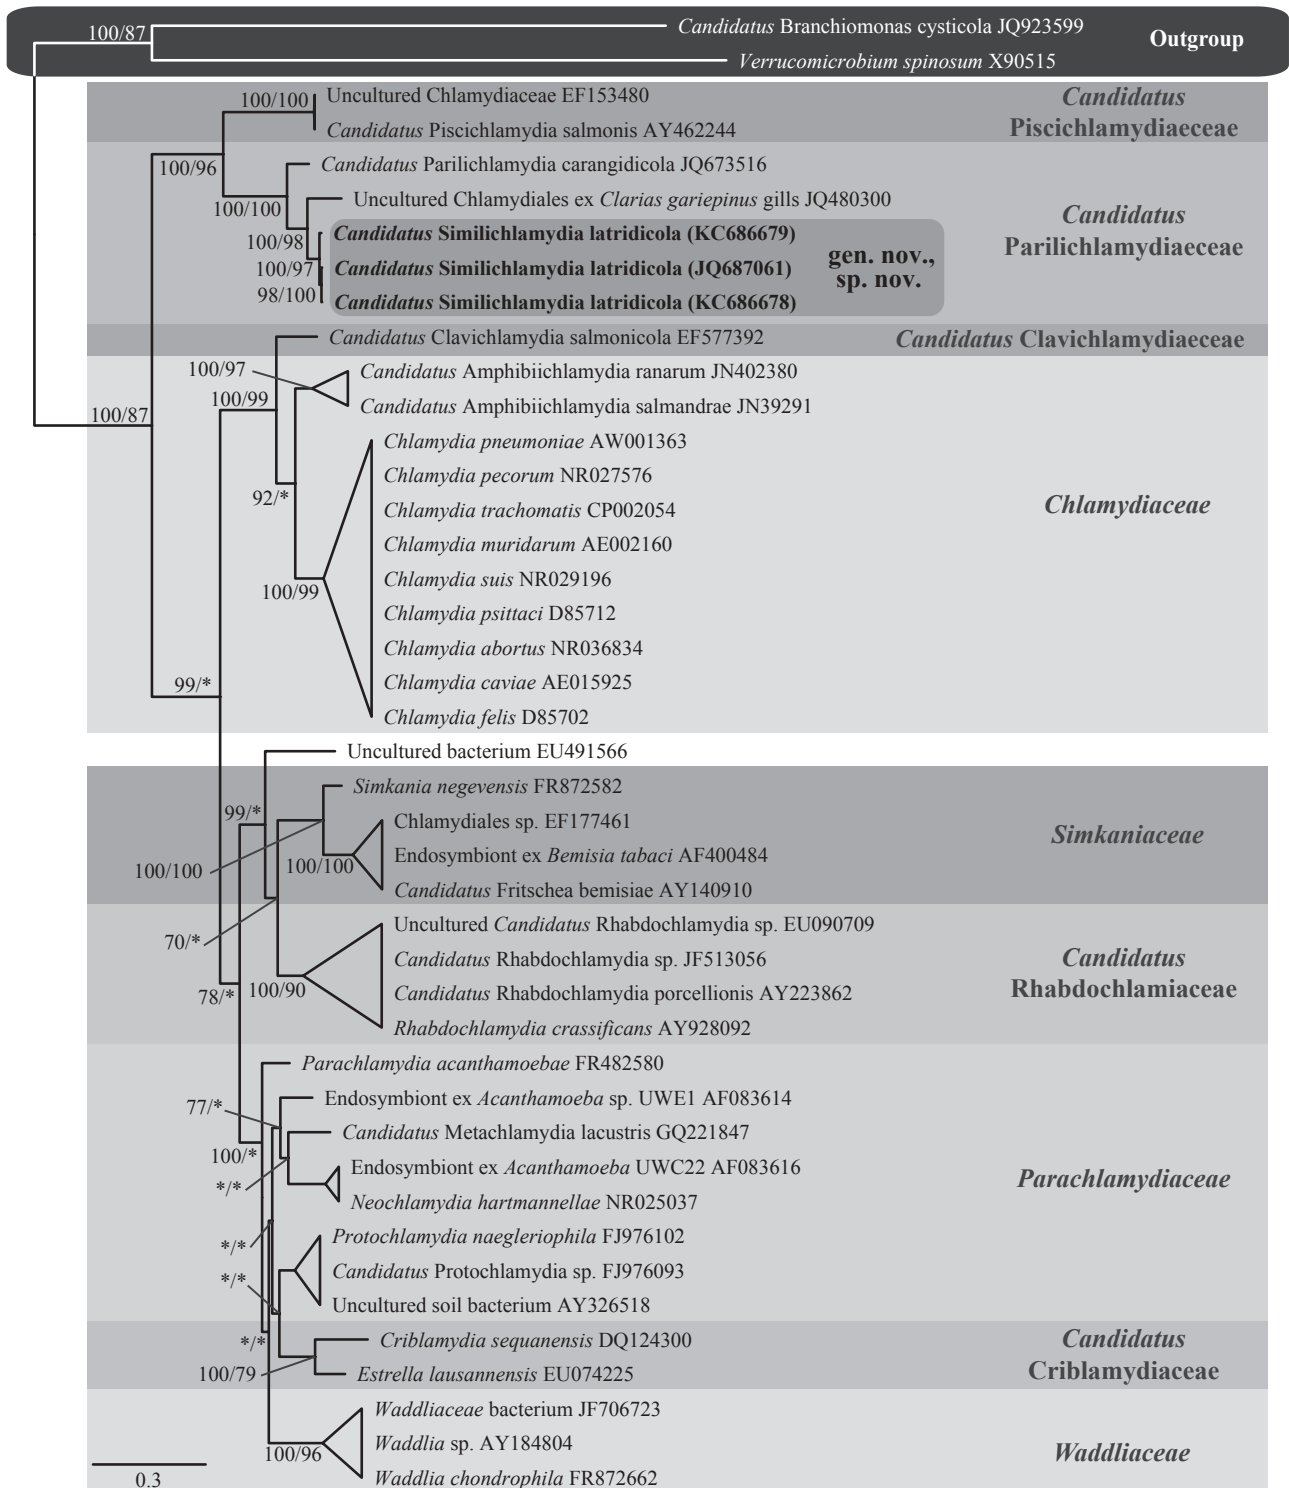 100/87
Candidatus Branchiomonas cysticola JQ923599
Verrucomicrobium spinosum X90515
Outgroup
100/100
Uncultured Chlamydiaceae EF153480
Candidatus Piscichlamydia salmonis AY462244
Candidatus
Piscichlamydiaeceae
100/96
Candidatus Parilichlamydia carangidicola JQ673516
100/100
Uncultured Chlamydiales ex Clarias gariepinus gills JQ480300
100/98
Candidatus Similichlamydia latridicola (KC686679)
100/97
Candidatus Similichlamydia latridicola (JQ687061)
98/100
Candidatus Similichlamydia latridicola (KC686678)
gen. nov.,
sp. nov.
Candidatus
Parilichlamydiaeceae
Candidatus Clavichlamydia salmonicola EF577392
Candidatus Clavichlamydiaeceae
100/97
Candidatus Amphibiichlamydia ranarum JN402380
100/99
Candidatus Amphibiichlamydia salmandrae JN39291
100/87
Chlamydia pneumoniae AW001363
Chlamydia pecorum NR027576
92/*
Chlamydia trachomatis CP002054
Chlamydia muridarum AE002160
Chlamydia suis NR029196
100/99
Chlamydia psittaci D85712
Chlamydia abortus NR036834
Chlamydia caviae AE015925
99/*
Chlamydia felis D85702
Chlamydiaceae
Uncultured bacterium EU491566
Simkania negevensis FR872582
99/*
Chlamydiales sp. EF177461
100/100
100/100
Endosymbiont ex Bemisia tabaci AF400484
Candidatus Fritschea bemisiae AY140910
Simkaniaceae
Uncultured Candidatus Rhabdochlamydia sp. EU090709
70/*
Candidatus Rhabdochlamydia sp. JF513056
78/*
100/90
Candidatus Rhabdochlamydia porcellionis AY223862
Rhabdochlamydia crassificans AY928092
Candidatus
Rhabdochlamiaceae
Parachlamydia acanthamoebae FR482580
77/*
Endosymbiont ex Acanthamoeba sp. UWE1 AF083614
Candidatus Metachlamydia lacustris GQ221847
100/*
Endosymbiont ex Acanthamoeba UWC22 AF083616
*/*
Neochlamydia hartmannellae NR025037
Parachlamydiaceae
Protochlamydia naegleriophila FJ976102
*/*
Candidatus Protochlamydia sp. FJ976093
*/*
Uncultured soil bacterium AY326518
*/*
Criblamydia sequanensis DQ124300
100/79
Estrella lausannensis EU074225
Candidatus
Criblamydiaceae
Waddliaceae bacterium JF706723
100/96
Waddlia sp. AY184804
Waddlia chondrophila FR872662
Waddliaceae
0.3